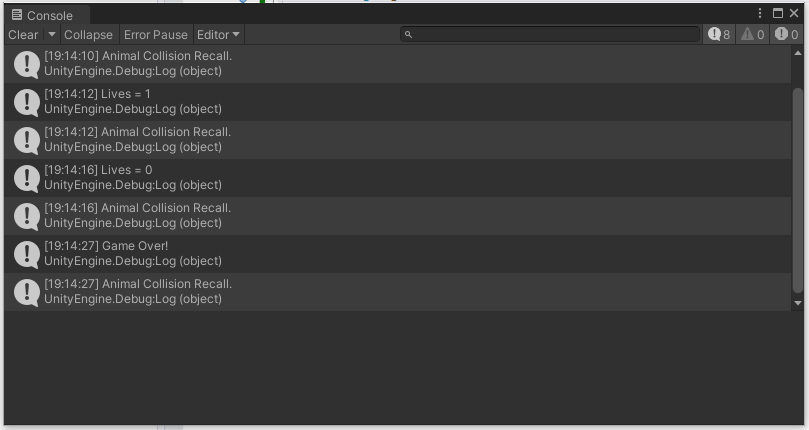 Console
Clear Collapse Error Pause Editor 8 0 0
[19:14:10] Animal Collision Recall.
UnityEngine.Debug:Log (object)
[19:14:12] Lives = 1
UnityEngine.Debug:Log (object)
[19:14:12] Animal Collision Recall.
UnityEngine.Debug:Log (object)
[19:14:16] Lives = 0
UnityEngine.Debug:Log (object)
[19:14:16] Animal Collision Recall.
UnityEngine.Debug:Log (object)
[19:14:27] Game Over!
UnityEngine.Debug:Log (object)
[19:14:27] Animal Collision Recall.
UnityEngine.Debug:Log (object)